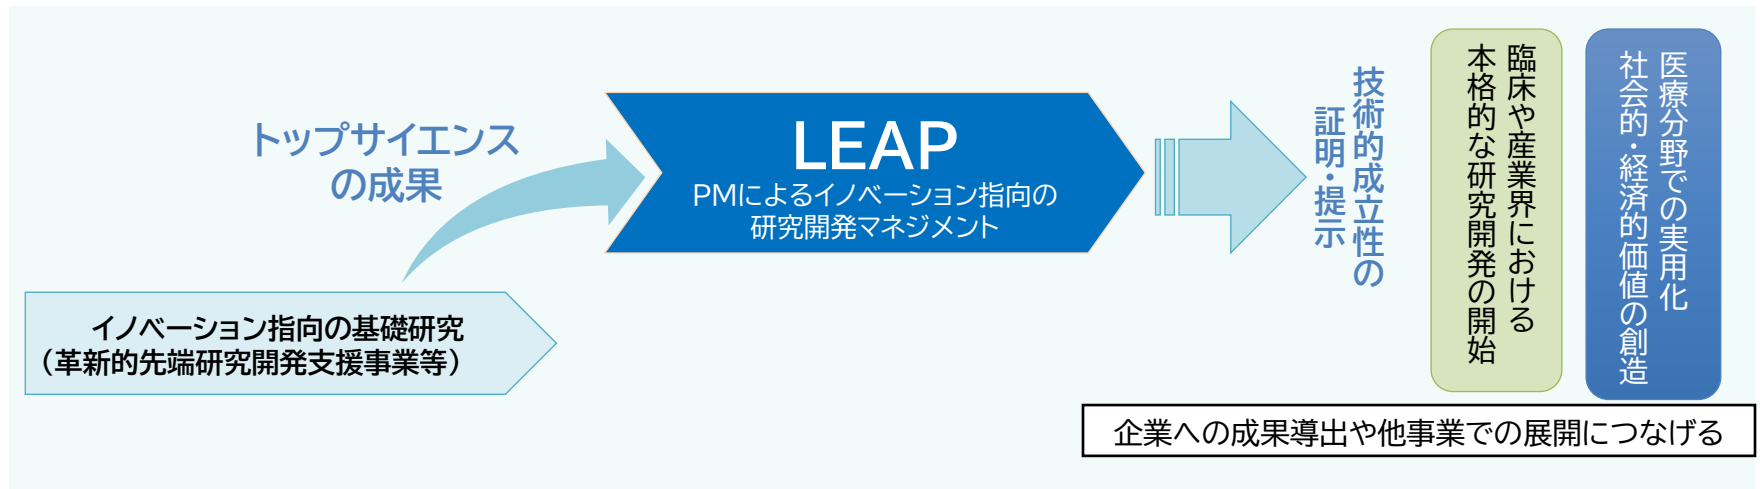 トップサイエンス
の成果
イノベーション指向の基礎研究
（革新的先端研究開発支援事業等）
LEAP
PMによるイノベーション指向の
研究開発マネジメント
技術的成立性の
証明・提示
臨床や産業界における
本格的な研究開発の開始
医療分野での実用化
社会的・経済的価値の創造
企業への成果導出や他事業での展開につなげる